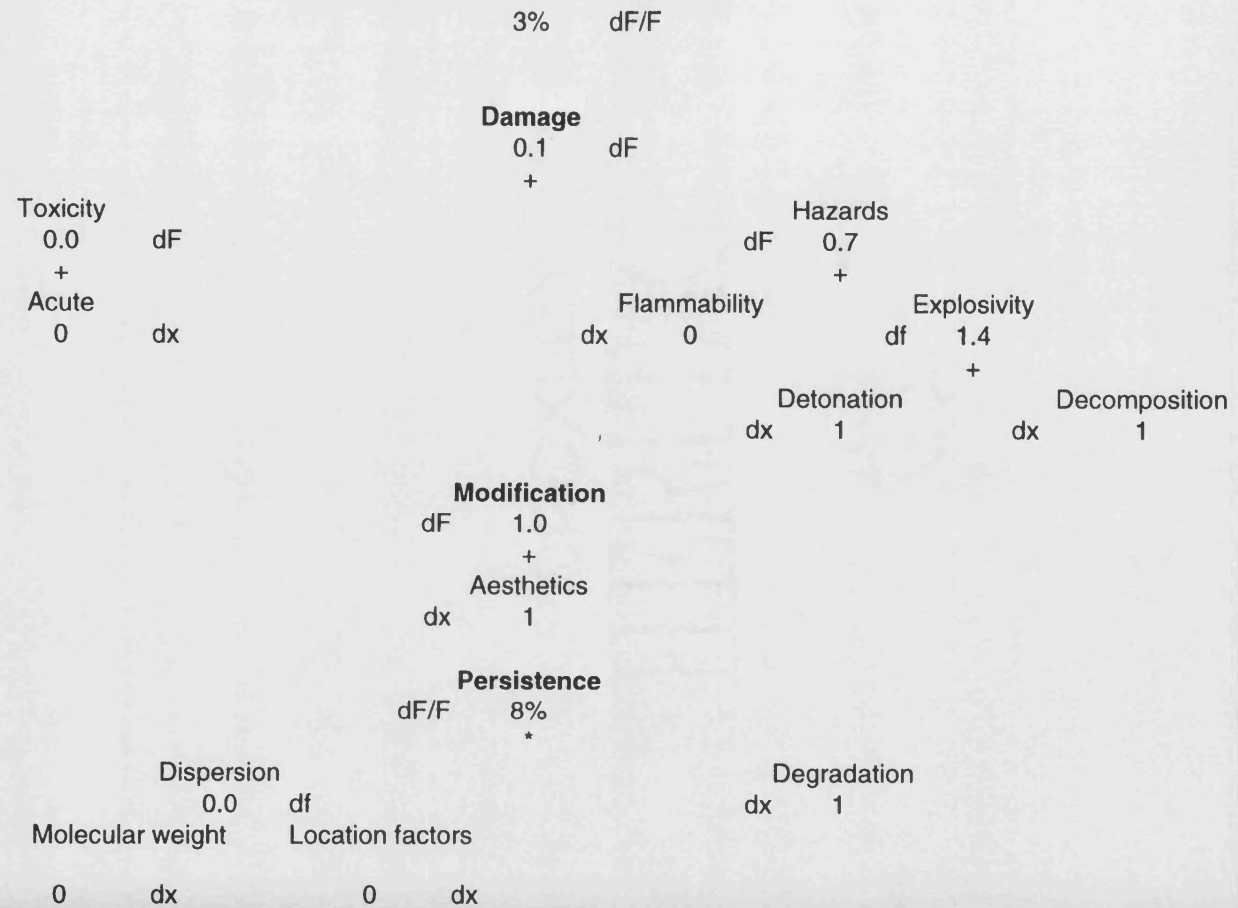 3% dF/F
Damage
0.1 dF
+
Toxicity Hazards
0.0 dF dF 0.7
+ +
Acute Flammability Explosivity
0 dx dx 0 df 1.4
+
Detonation Decomposition
dx 1 dx 1
Modification
dF 1.0
+
Aesthetics
dx 1
Persistence
dF/F 8%
*
Dispersion Degradation
0.0 df dx 1
Molecular weight Location factors
0 dx 0 dx